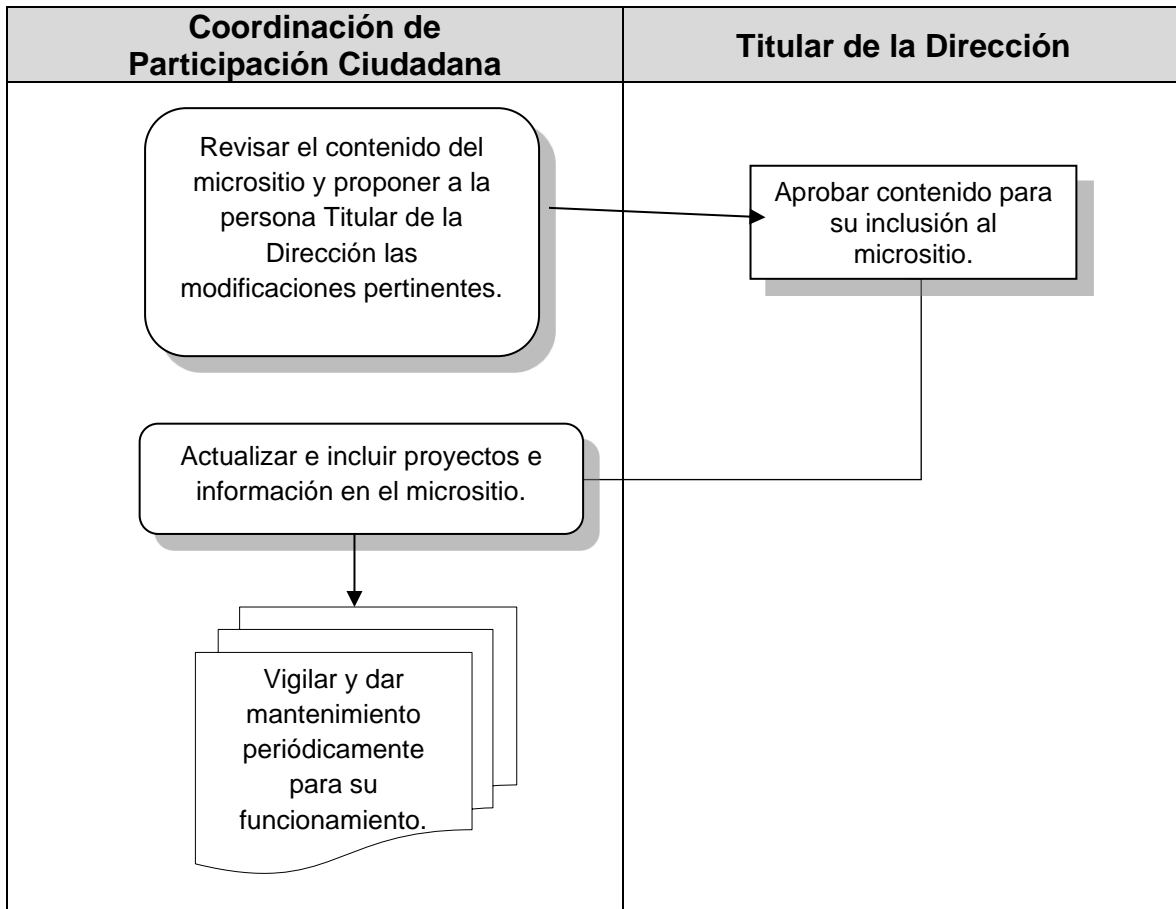 Coordinación de
Participación Ciudadana
Titular de la Dirección
Revisar el contenido del
micrositio y proponer a la
persona Titular de la
Dirección las
modificaciones pertinentes.
Aprobar contenido para
su inclusión al
micrositio.
Actualizar e incluir proyectos e
información en el micrositio.
Vigilar y dar
mantenimiento
periódicamente
para su
funcionamiento.